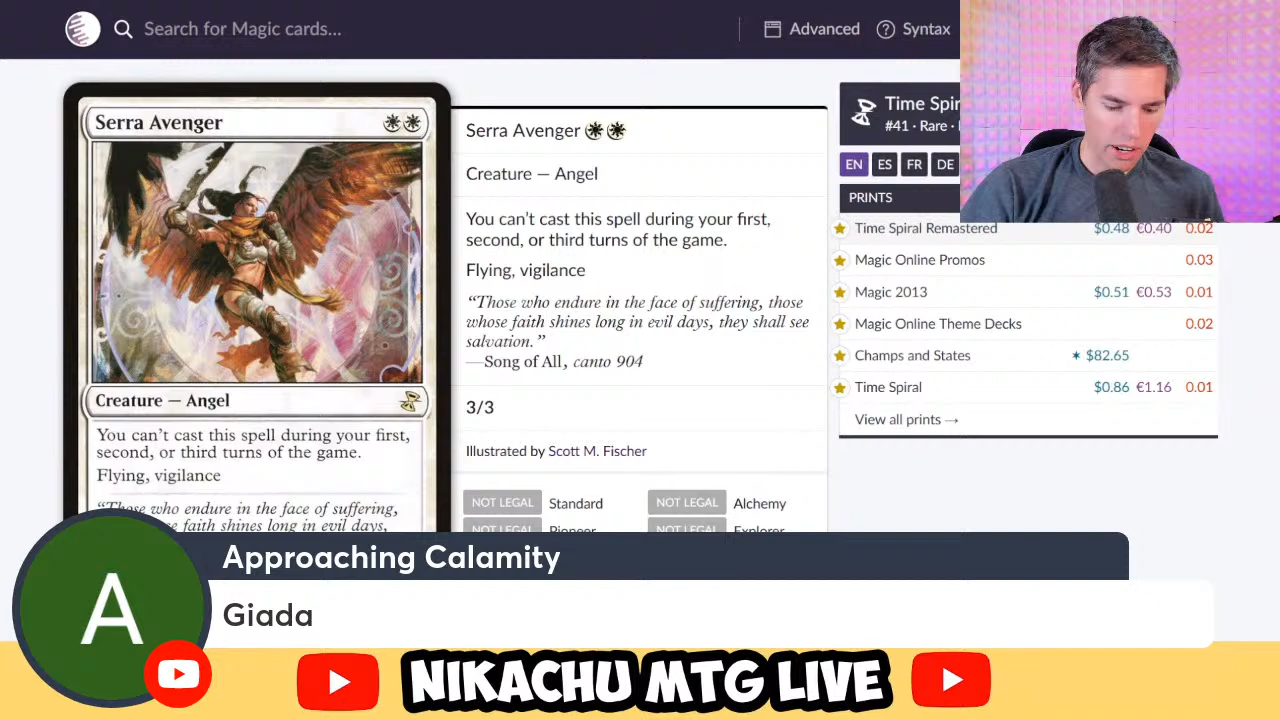 Search for Magic cards...
Advanced
Syntax
Serra Avenger
Creature — Angel
You can't cast this spell during your first,
second, or third turns of the game.
Flying, vigilance
"Those who endure in the face of suffering,
faith shines long in evil days,
Serra Avenger
Creature — Angel
You can't cast this spell during your first,
second, or third turns of the game.
Flying, vigilance
"Those who endure in the face of suffering, those
whose faith shines long in evil days, they shall see
salvation."
—Song of All, canto 904
3/3
Illustrated by Scott M. Fischer
NOT LEGAL Standard NOT LEGAL Alchemy
NOT LEGAL Pioneer NOT LEGAL Explorer
Time Spir
#41 · Rare ·
EN ES FR DE
PRINTS
Time Spiral Remastered $0.48 €0.40 0.02
Magic Online Promos 0.03
Magic 2013 $0.51 €0.53 0.01
Magic Online Theme Decks 0.02
Champs and States ✶ $82.65
Time Spiral $0.86 €1.16 0.01
View all prints →
A
Approaching Calamity
Giada
NIKACHU MTG LIVE